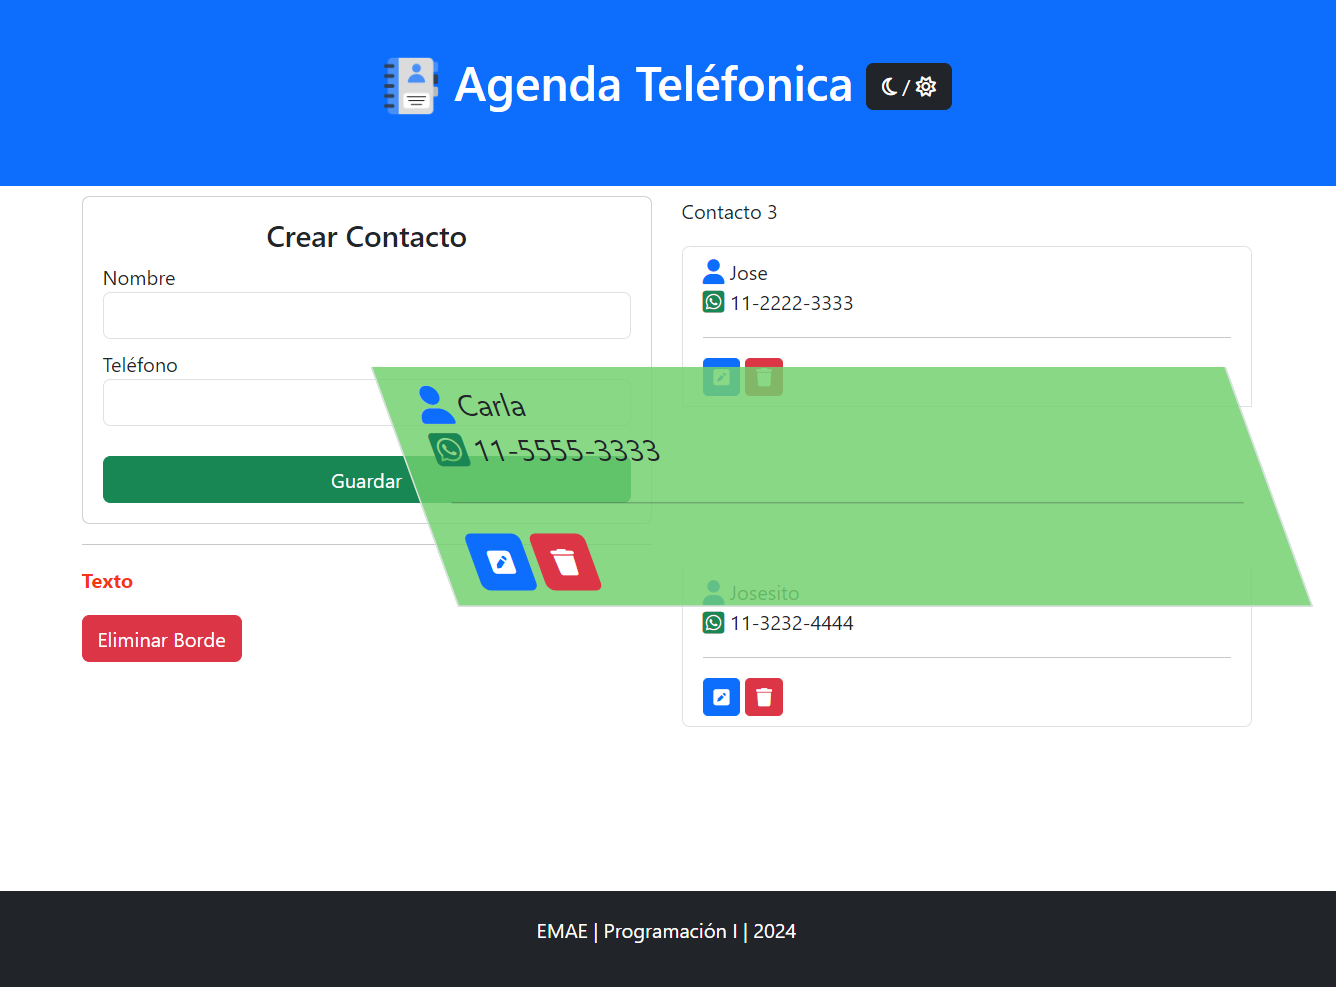 Agenda Teléfonica
/
Crear Contacto
Nombre
Teléfono
Guardar
Texto
Eliminar Borde
Contacto 3
Jose
11-2222-3333
Carla
11-5555-3333
Josesito
11-3232-4444
EMAE | Programación I | 2024